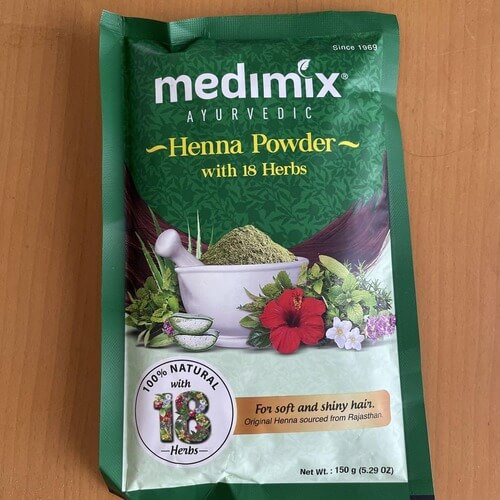 Since 1969
medimix®
AYURVEDIC
~Henna Powder~
with 18 Herbs
100% NATURAL
with
18
—Herbs—
For soft and shiny hair.
Original Henna sourced from Rajasthan.
Net Wt.: 150 g (5.29 OZ)